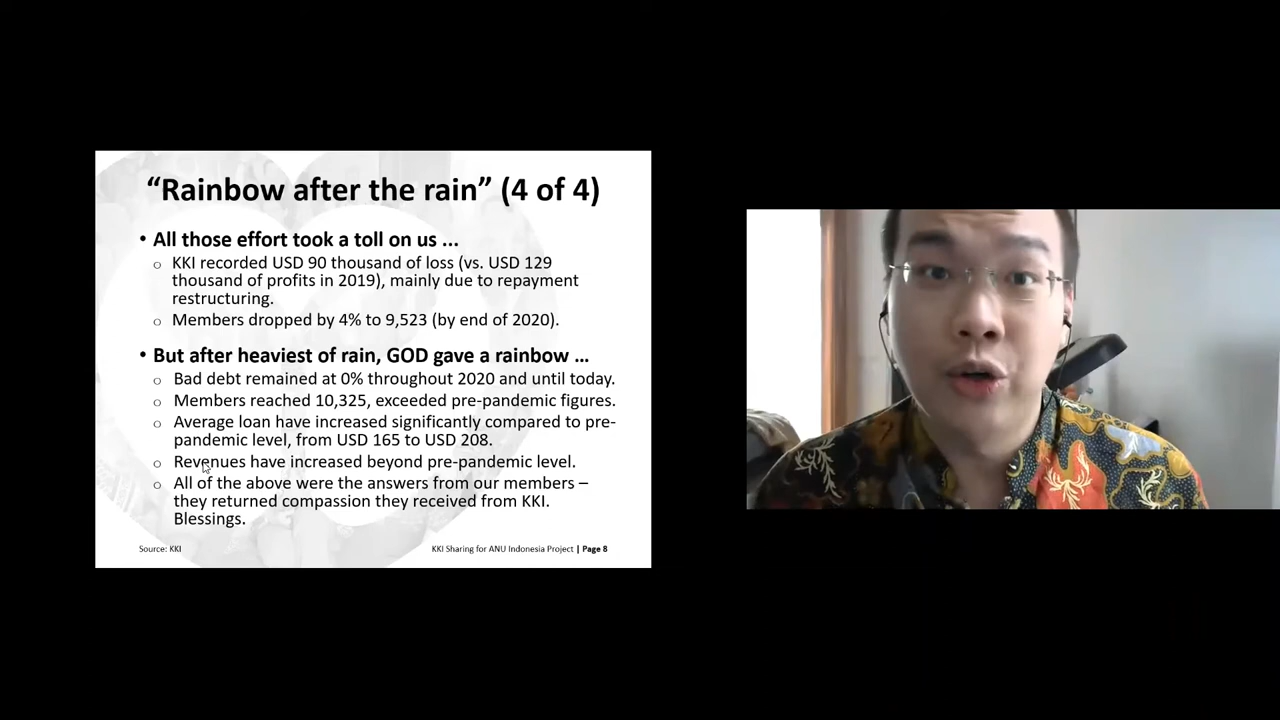 “Rainbow after the rain” (4 of 4)
• All those effort took a toll on us ...
o KKI recorded USD 90 thousand of loss (vs. USD 129
thousand of profits in 2019), mainly due to repayment
restructuring.
o Members dropped by 4% to 9,523 (by end of 2020).
• But after heaviest of rain, GOD gave a rainbow ...
o Bad debt remained at 0% throughout 2020 and until today.
o Members reached 10,325, exceeded pre-pandemic figures.
o Average loan have increased significantly compared to pre-
pandemic level, from USD 165 to USD 208.
o Revenues have increased beyond pre-pandemic level.
o All of the above were the answers from our members –
they returned compassion they received from KKI.
Blessings.
Source: KKI
KKI Sharing for ANU Indonesia Project | Page 8